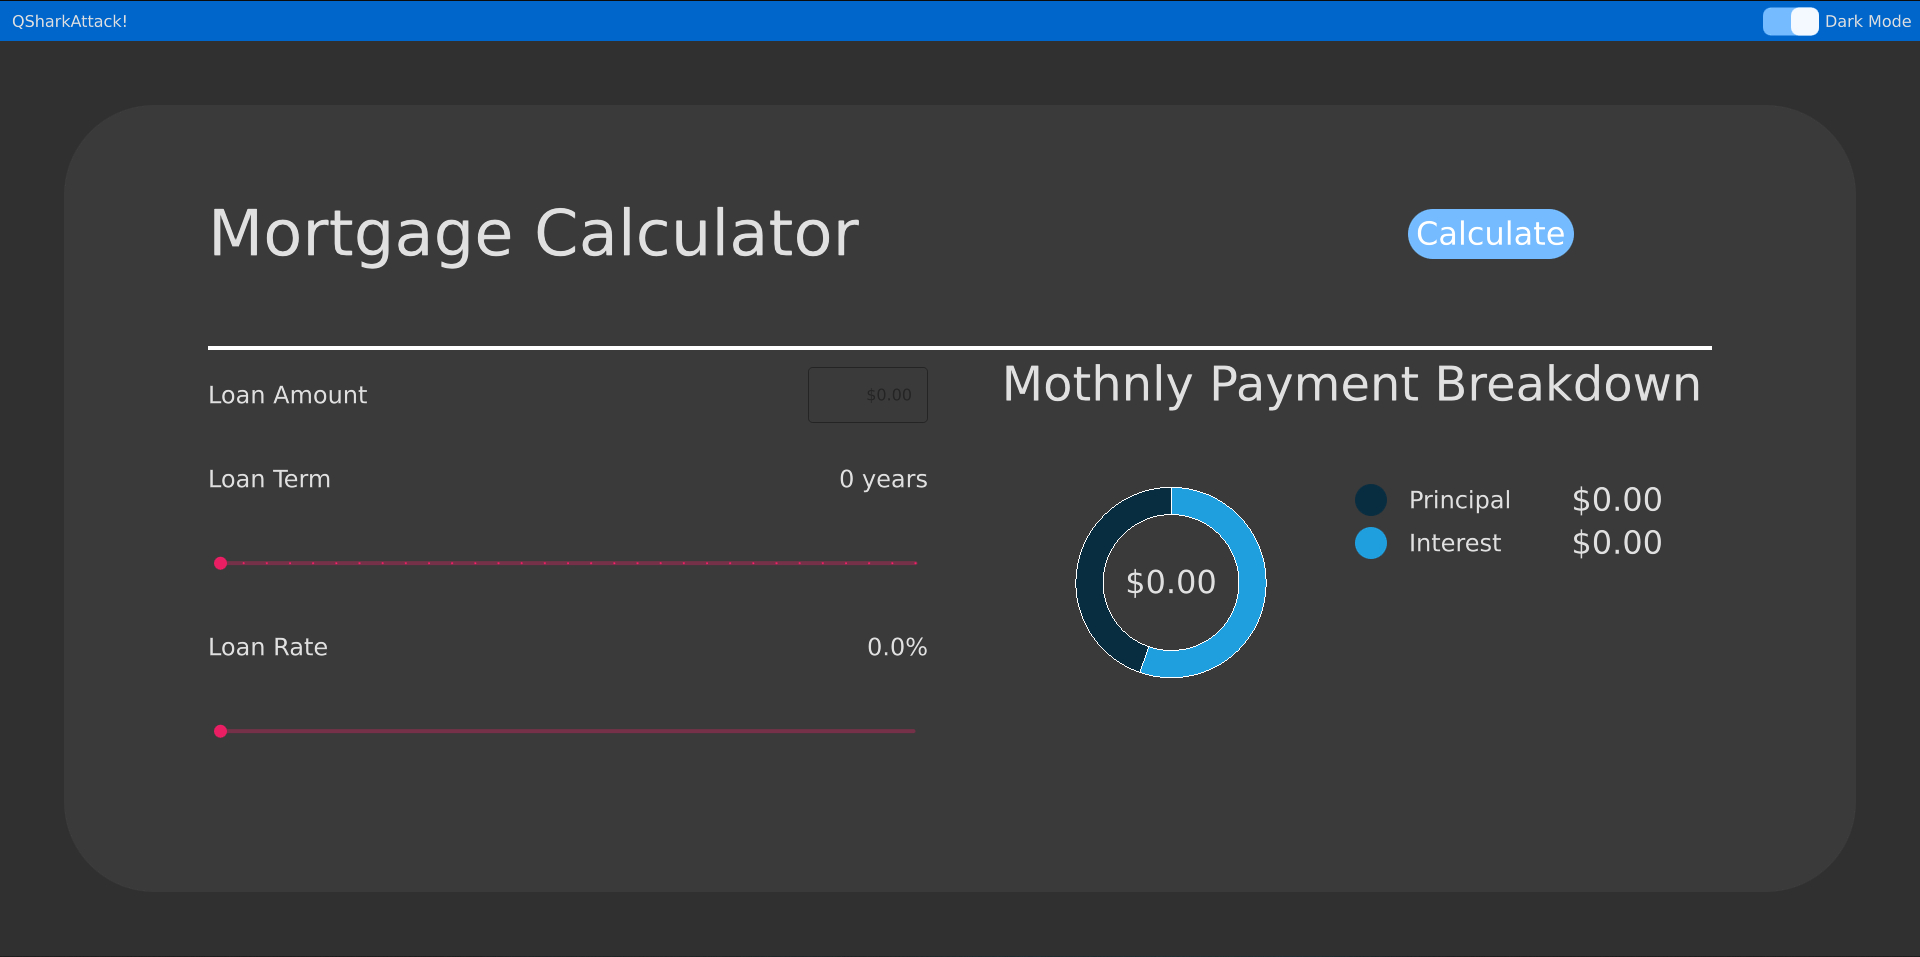 QSharkAttack!
Dark Mode
Mortgage Calculator
Calculate
Loan Amount
$0.00
Loan Term
0 years
Loan Rate
0.0%
Mothnly Payment Breakdown
$0.00
Principal $0.00
Interest $0.00